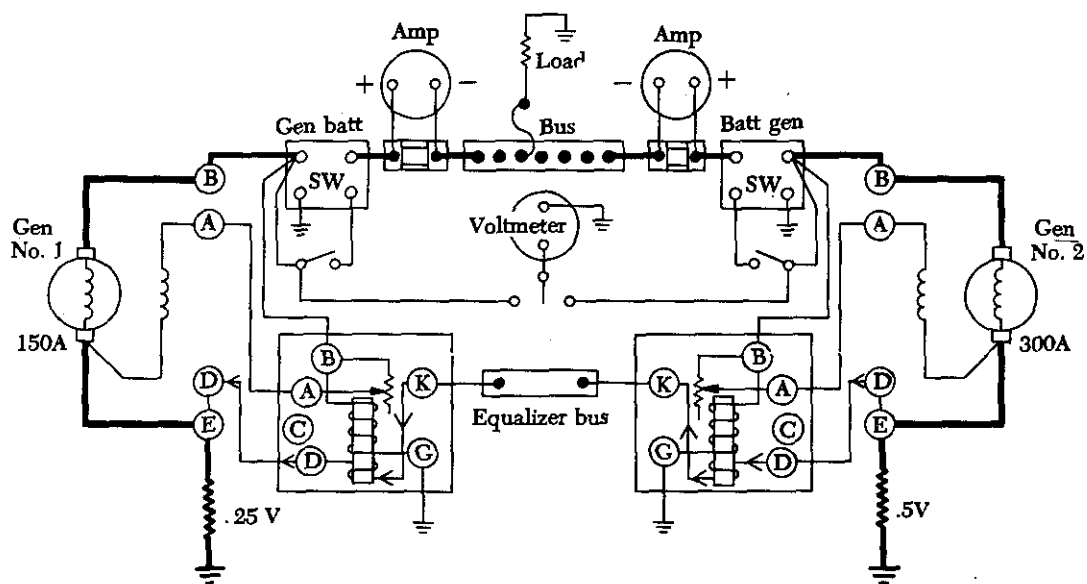 Amp
+ -
Load
Amp
- +
Gen batt
Bus
Batt gen
B
SW
SW
B
A
Voltmeter
A
Gen
No. 1
Gen
No. 2
150A
300A
B
B
D
A
K
K
A
D
Equalizer bus
E
C
C
E
D
G
G
D
.25 V
.5V